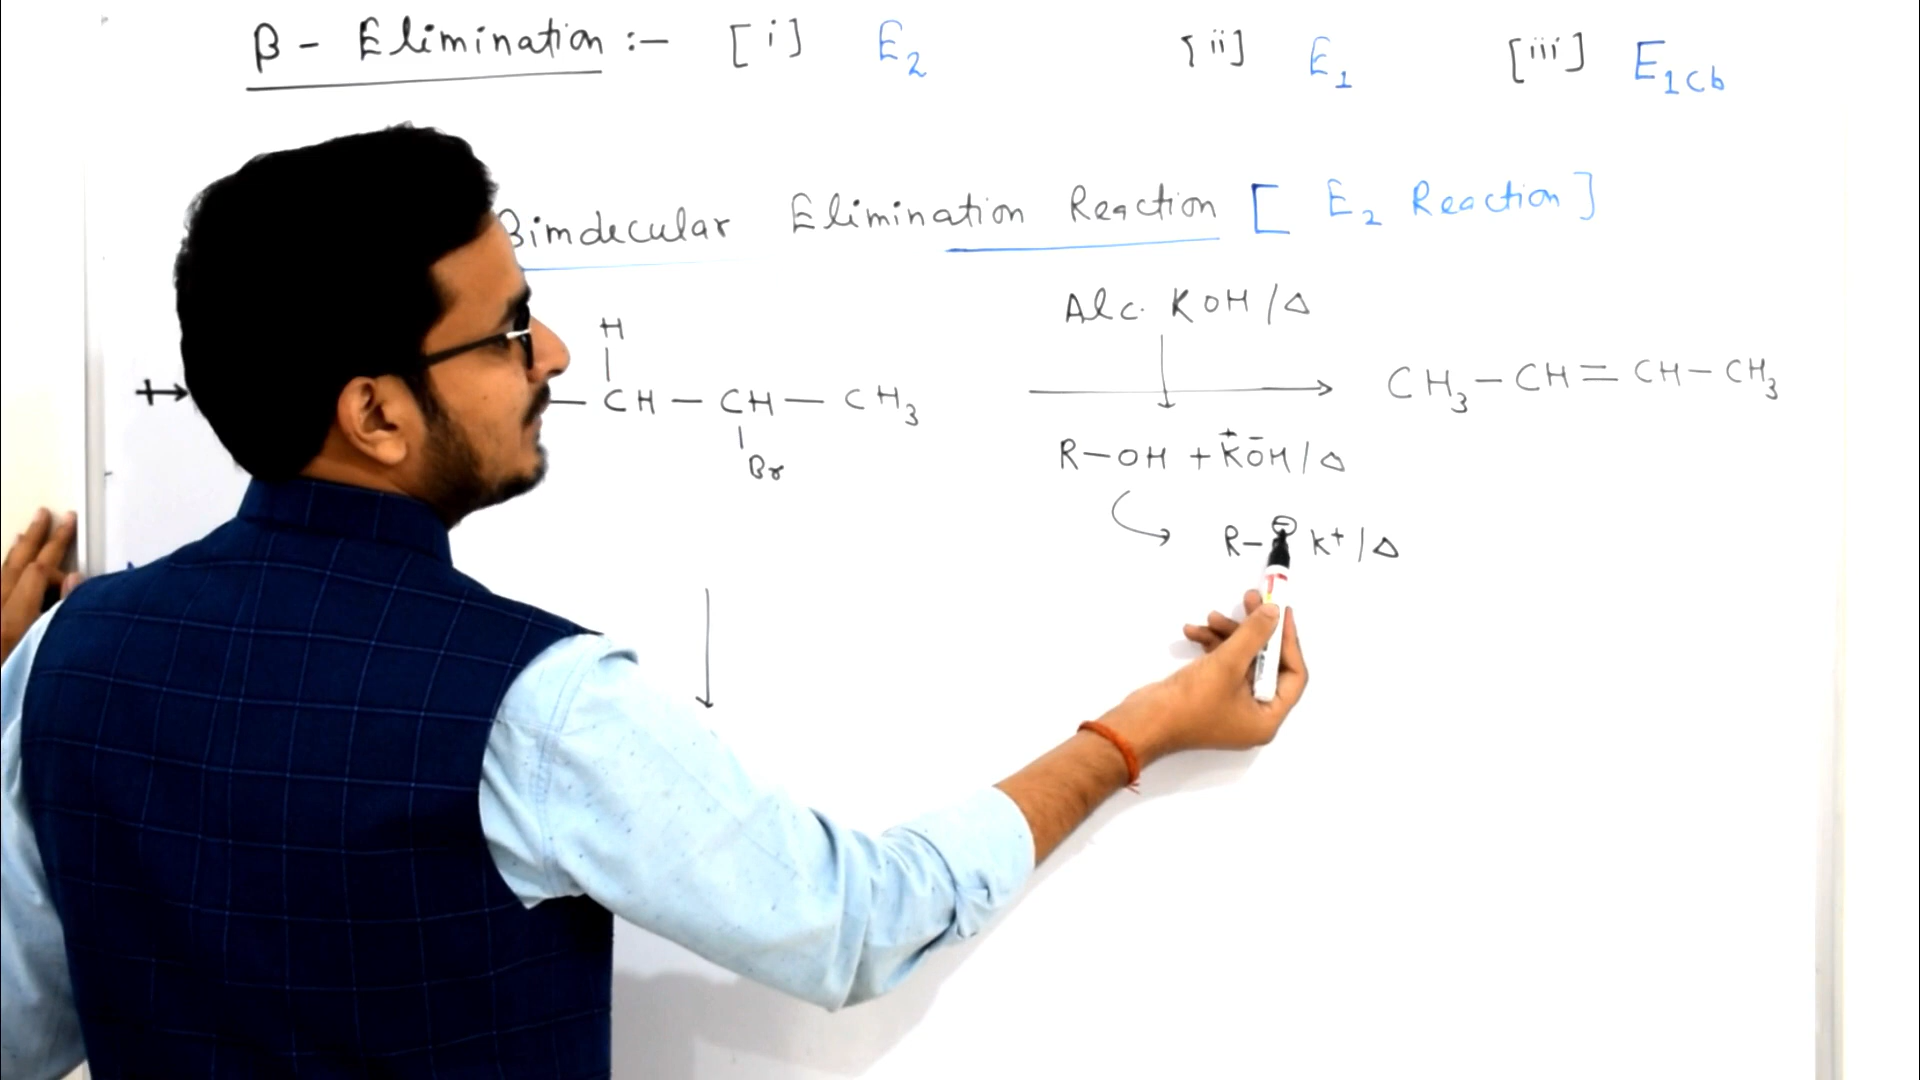 β - Elimination :- [i] E2 [ii] E1 [iii] E1cb
Bimolecular Elimination Reaction [ E2 Reaction ]
Alc. KOH / Δ
H
— CH — CH — CH3
Br
CH3 — CH = CH — CH3
R—OH + K⁺ŌH / Δ
R— ⊖ K+ / Δ